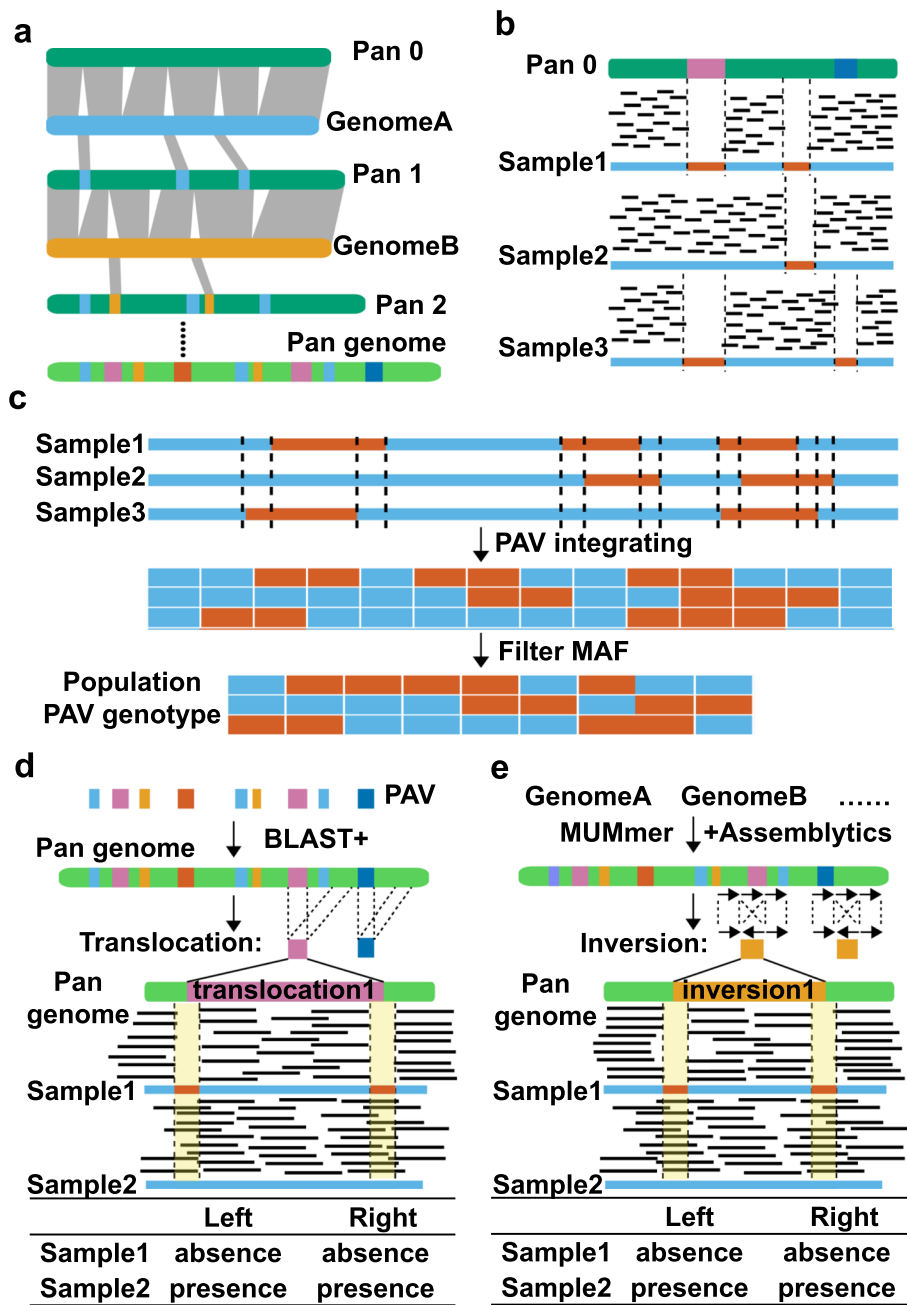 a
Pan 0
GenomeA
Pan 1
GenomeB
Pan 2
Pan genome
b
Pan 0
Sample1
Sample2
Sample3
c
Sample1
Sample2
Sample3
PAV integrating
Filter MAF
Population
PAV genotype
d
PAV
BLAST+
Pan genome
Translocation:
Pan
genome
translocation1
Sample1
Sample2
Left Right
Sample1 absence absence
Sample2 presence presence
e
GenomeA GenomeB ......
MUMmer +Assemblytics
Inversion:
Pan
genome
inversion1
Sample1
Sample2
Left Right
Sample1 absence absence
Sample2 presence presence